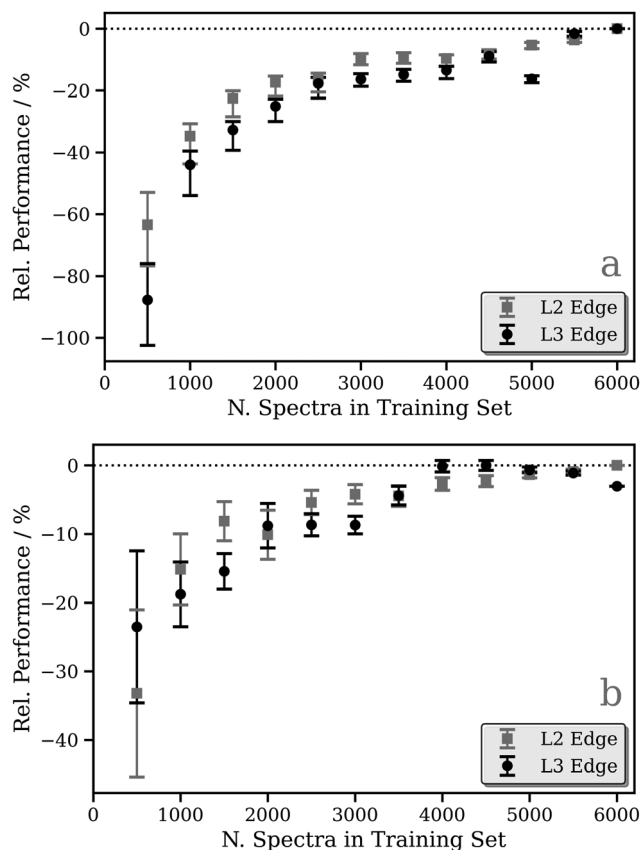 Rel. Performance / %
0
−20
−40
−60
−80
−100
a
L2 Edge
L3 Edge
0 1000 2000 3000 4000 5000 6000
N. Spectra in Training Set
Rel. Performance / %
0
−10
−20
−30
−40
b
L2 Edge
L3 Edge
0 1000 2000 3000 4000 5000 6000
N. Spectra in Training Set